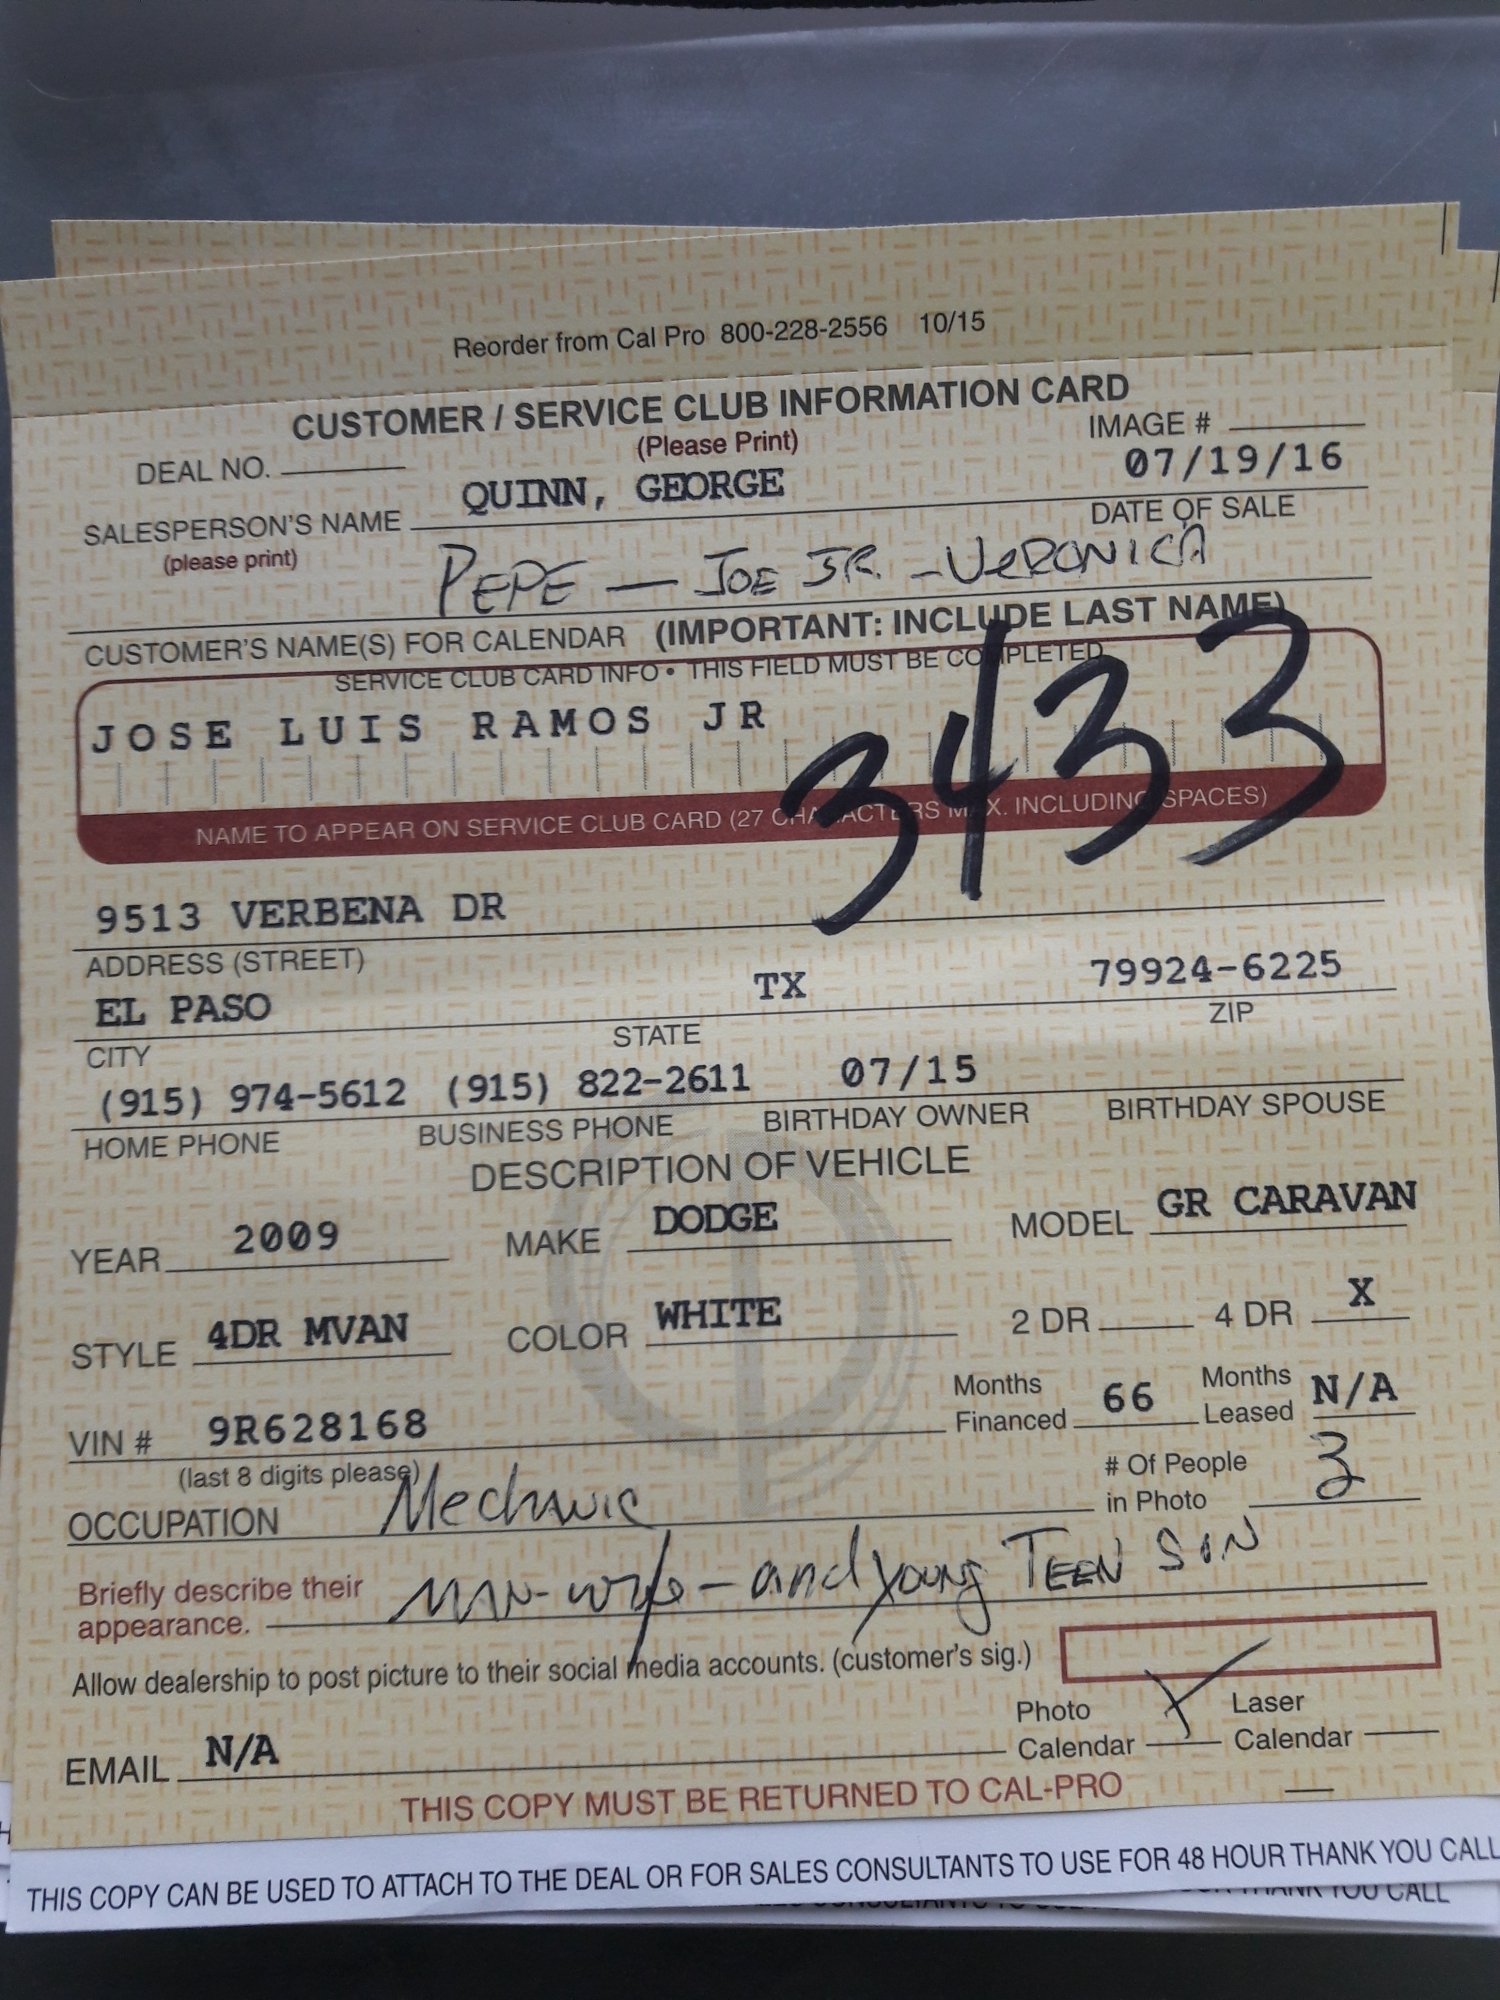 Reorder from Cal Pro 800-228-2556 10/15
CUSTOMER / SERVICE CLUB INFORMATION CARD
(Please Print)
DEAL NO. IMAGE #
07/19/16
QUINN, GEORGE
SALESPERSON'S NAME DATE OF SALE
(please print)
PEPE — JOE JR. - VERONICA
CUSTOMER'S NAME(S) FOR CALENDAR (IMPORTANT: INCLUDE LAST NAME)
SERVICE CLUB CARD INFO • THIS FIELD MUST BE COMPLETED
JOSE LUIS RAMOS JR
3433
NAME TO APPEAR ON SERVICE CLUB CARD (27 CHARACTERS MAX. INCLUDING SPACES)
9513 VERBENA DR
ADDRESS (STREET)
EL PASO TX 79924-6225
CITY STATE ZIP
(915) 974-5612 (915) 822-2611 07/15
HOME PHONE BUSINESS PHONE BIRTHDAY OWNER BIRTHDAY SPOUSE
DESCRIPTION OF VEHICLE
YEAR 2009 MAKE DODGE MODEL GR CARAVAN
STYLE 4DR MVAN COLOR WHITE 2 DR 4 DR X
VIN # 9R628168 Months Financed 66 Months Leased N/A
(last 8 digits please)
OCCUPATION Mechanic # Of People in Photo 3
Briefly describe their appearance. MAN - wife - and young TEEN SON
Allow dealership to post picture to their social media accounts. (customer's sig.)
EMAIL N/A Photo Calendar X Laser Calendar
THIS COPY MUST BE RETURNED TO CAL-PRO
THIS COPY CAN BE USED TO ATTACH TO THE DEAL OR FOR SALES CONSULTANTS TO USE FOR 48 HOUR THANK YOU CALL
THANK YOU CALL